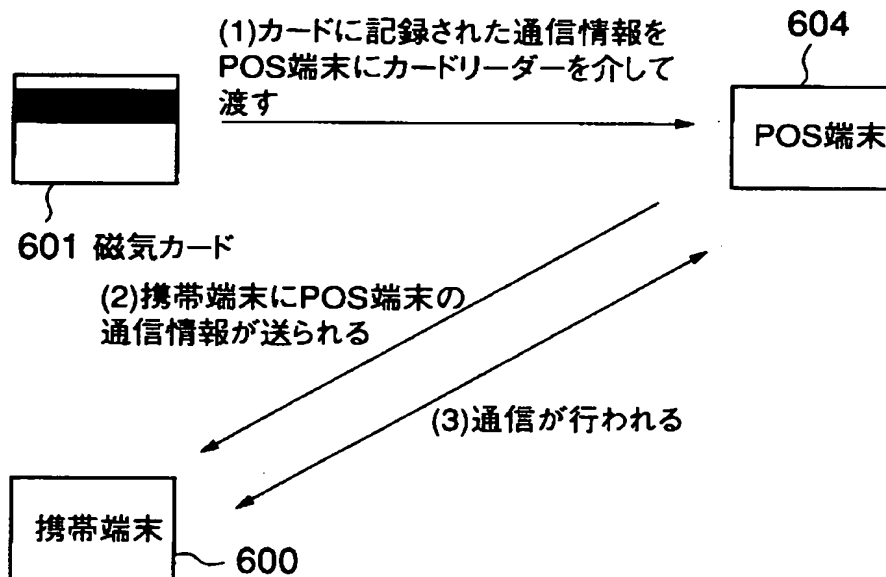 (1)カードに記録された通信情報を
POS端末にカードリーダーを介して
渡す
604
POS端末
601 磁気カード
(2)携帯端末にPOS端末の
通信情報が送られる
(3)通信が行われる
携帯端末
600